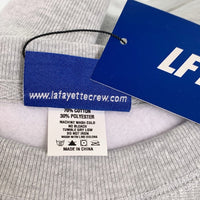 LF
www.lafayettecrew.com
70% COTTON
30% POLYESTER
MACHINE WASH COLD
NO BLEACH
TUMBLE DRY LOW
DO NOT IRON
MADE IN CHINA